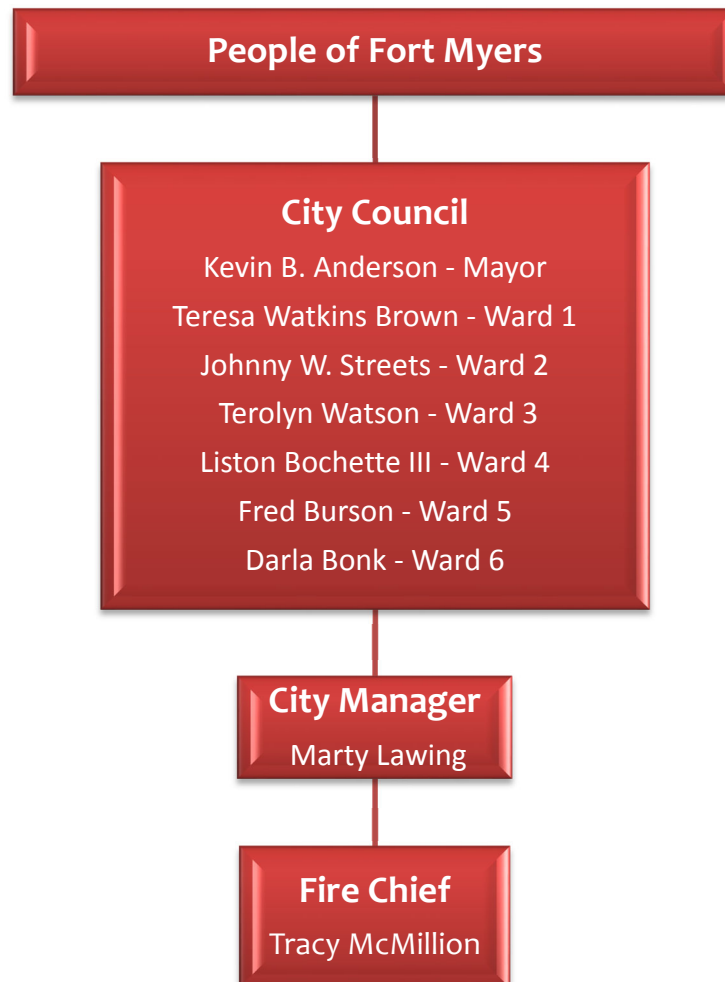 People of Fort Myers
City Council
Kevin B. Anderson - Mayor
Teresa Watkins Brown - Ward 1
Johnny W. Streets - Ward 2
Terolyn Watson - Ward 3
Liston Bochette III - Ward 4
Fred Burson - Ward 5
Darla Bonk - Ward 6
City Manager
Marty Lawing
Fire Chief
Tracy McMillion